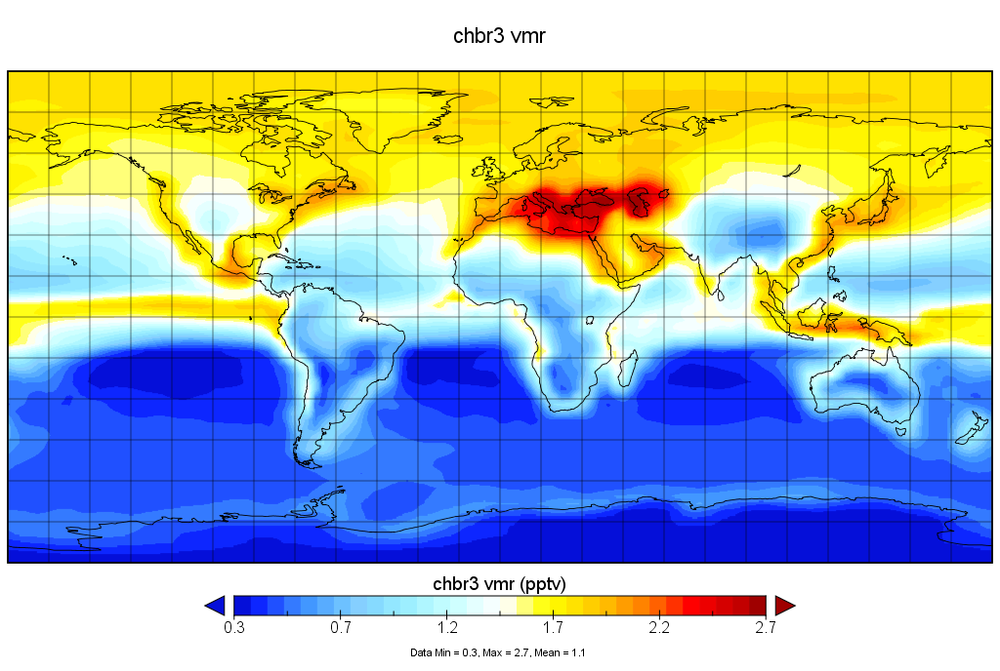 chbr3 vmr
chbr3 vmr (pptv)
0.3 0.7 1.2 1.7 2.2 2.7
Data Min = 0.3, Max = 2.7, Mean = 1.1